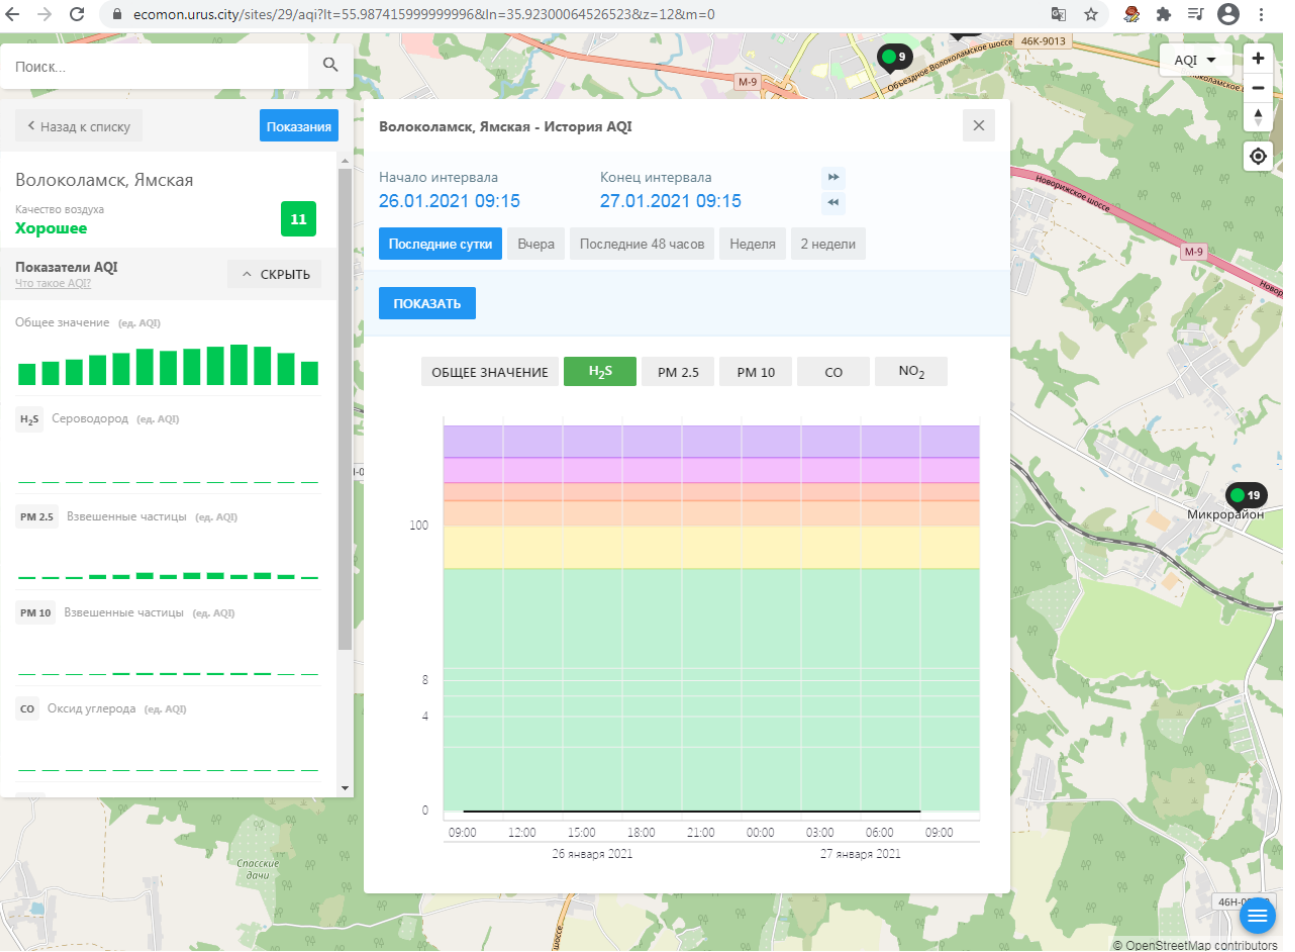 ecomon.urus.city/sites/29/aqi?lt=55.987415999999996&ln=35.92300064526523&z=12&m=0
46К-9013
Объездное Волоколамское шоссе
9
М-9
AQI
Поиск...
Назад к списку
Показания
Волоколамск, Ямская
Качество воздуха
Хорошее
11
Показатели AQI
Что такое AQI?
СКРЫТЬ
Общее значение (ед. AQI)
H₂S Сероводород (ед. AQI)
PM 2.5 Взвешенные частицы (ед. AQI)
PM 10 Взвешенные частицы (ед. AQI)
CO Оксид углерода (ед. AQI)
Волоколамск, Ямская - История AQI
Начало интервала
Конец интервала
26.01.2021 09:15
27.01.2021 09:15
Последние сутки
Вчера
Последние 48 часов
Неделя
2 недели
ПОКАЗАТЬ
ОБЩЕЕ ЗНАЧЕНИЕ
H₂S
PM 2.5
PM 10
CO
NO₂
100
8
4
0
09:00 12:00 15:00 18:00 21:00 00:00 03:00 06:00 09:00
26 января 2021
27 января 2021
Новорижское шоссе
М-9
19
Микрорайон
Спасские
дачи
© OpenStreetMap contributors